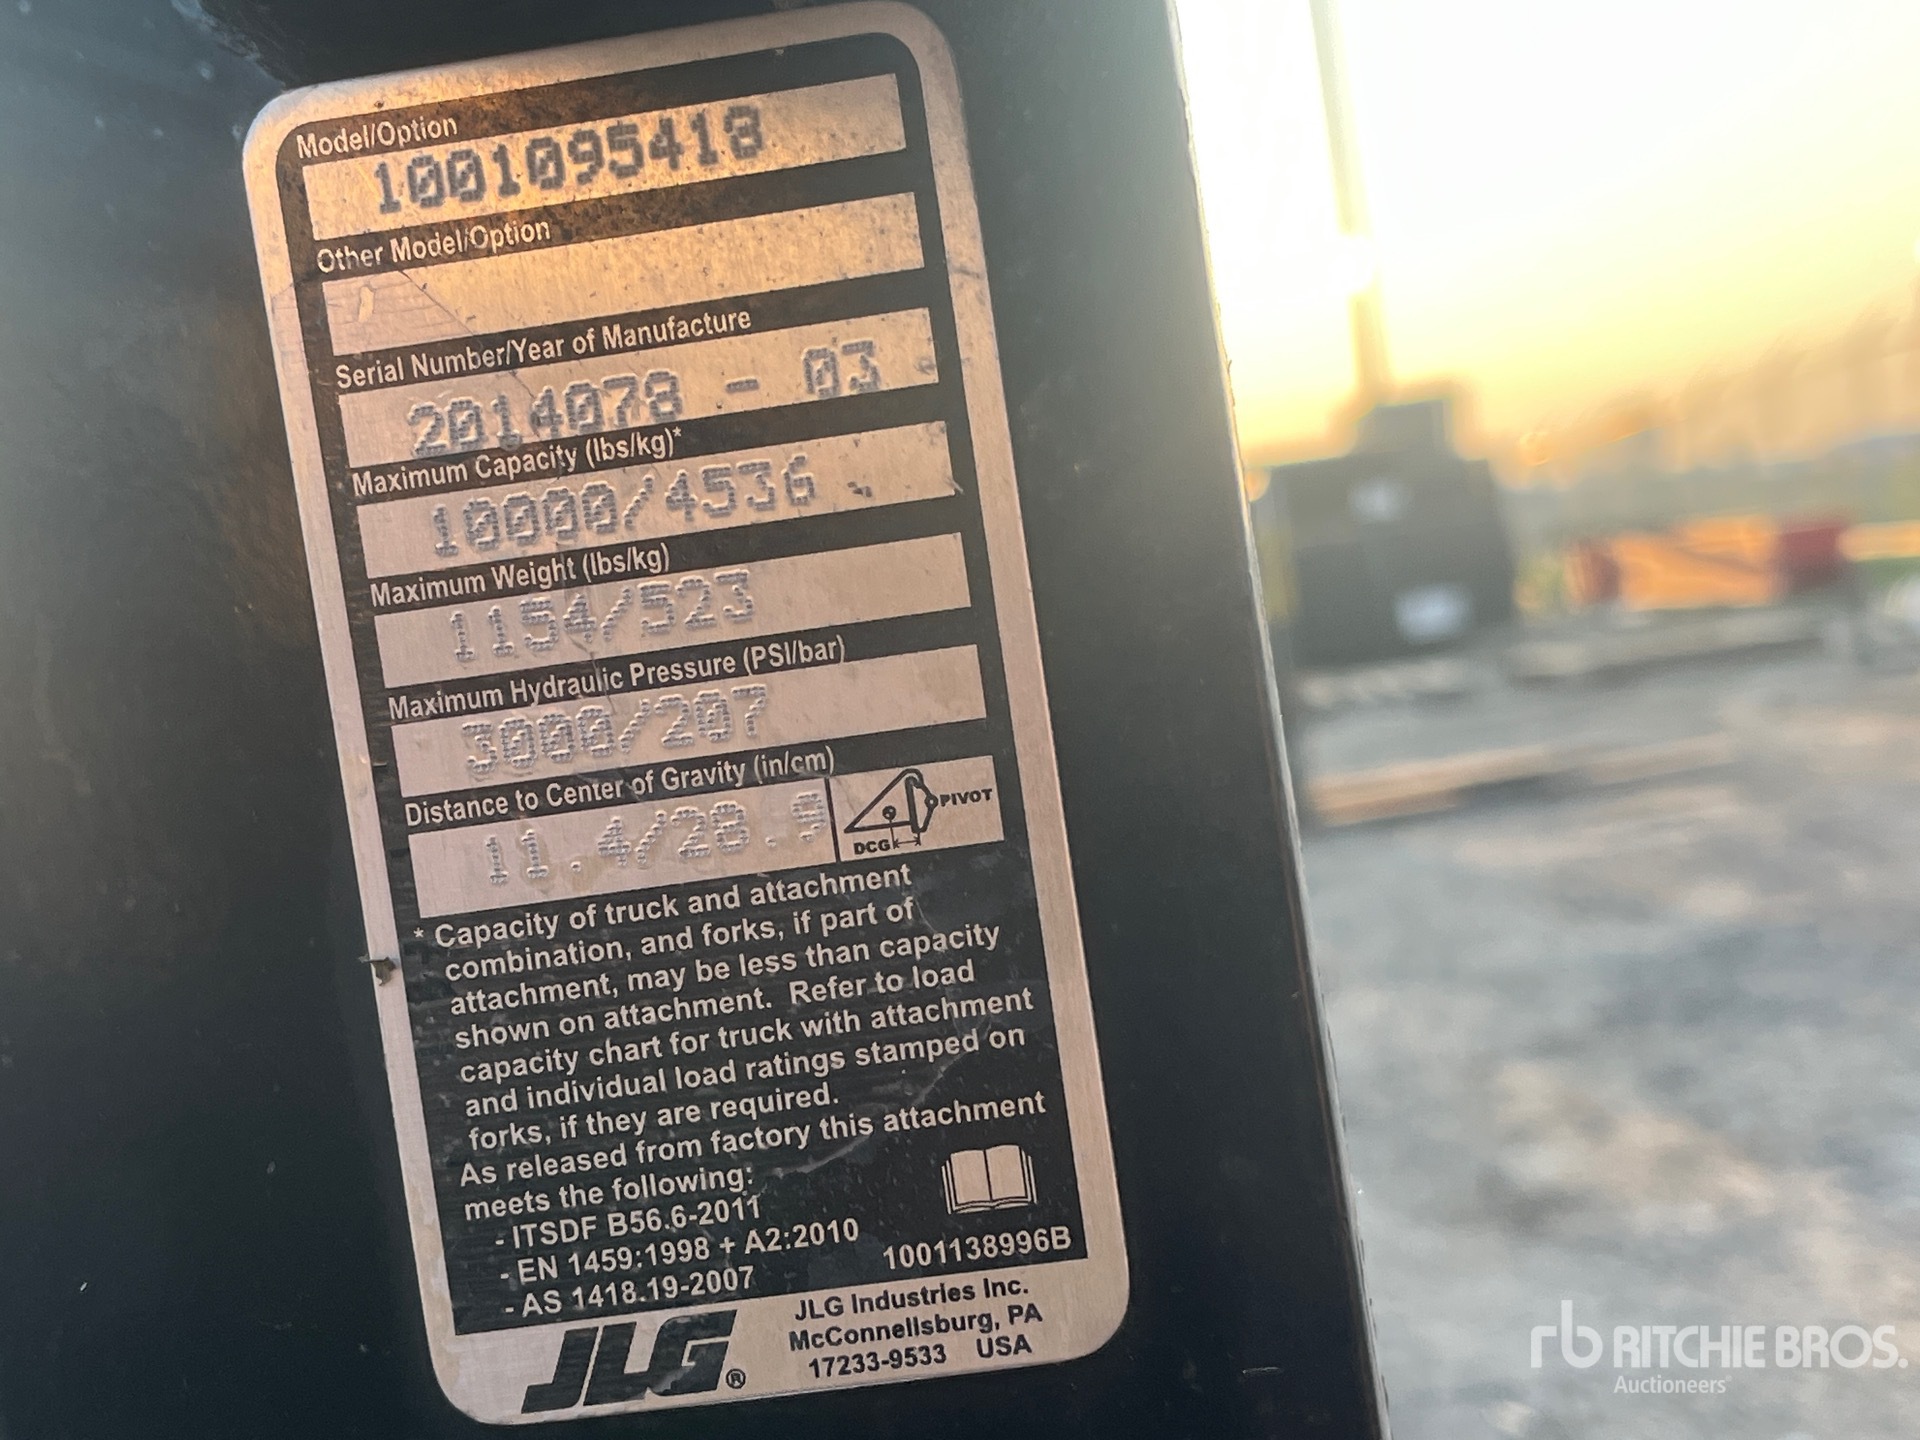 Model/Option
1001095418
Other Model/Option
Serial Number/Year of Manufacture
2014078 - 03
Maximum Capacity (lbs/kg)*
10000/4536
Maximum Weight (lbs/kg)
1154/523
Maximum Hydraulic Pressure (PSI/bar)
3000/207
Distance to Center of Gravity (in/cm)
11.4/28.9
PIVOT
DCG
* Capacity of truck and attachment
combination, and forks, if part of
attachment, may be less than capacity
shown on attachment. Refer to load
capacity chart for truck with attachment
and individual load ratings stamped on
forks, if they are required.
As released from factory this attachment
meets the following:
- ITSDF B56.6-2011
- EN 1459:1998 + A2:2010
- AS 1418.19-2007
1001138996B
JLG®
JLG Industries Inc.
McConnellsburg, PA
17233-9533 USA
rb RITCHIE BROS.
Auctioneers